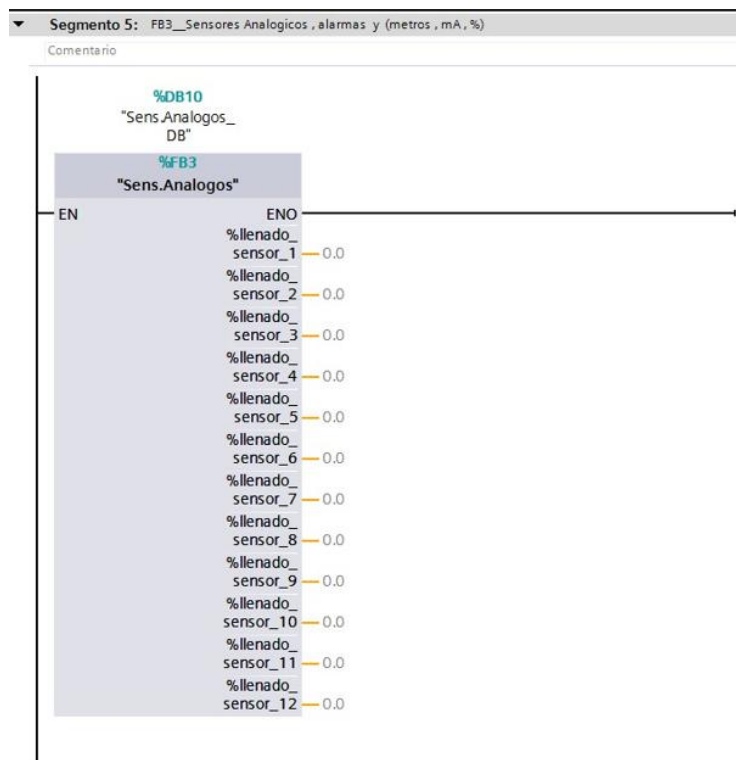 Segmento 5: FB3__Sensores Analogicos , alarmas y (metros , mA , %)
Comentario
%DB10
"Sens.Analogos_
DB"
%FB3
"Sens.Analogos"
EN ENO
%llenado_
sensor_1 0.0
%llenado_
sensor_2 0.0
%llenado_
sensor_3 0.0
%llenado_
sensor_4 0.0
%llenado_
sensor_5 0.0
%llenado_
sensor_6 0.0
%llenado_
sensor_7 0.0
%llenado_
sensor_8 0.0
%llenado_
sensor_9 0.0
%llenado_
sensor_10 0.0
%llenado_
sensor_11 0.0
%llenado_
sensor_12 0.0